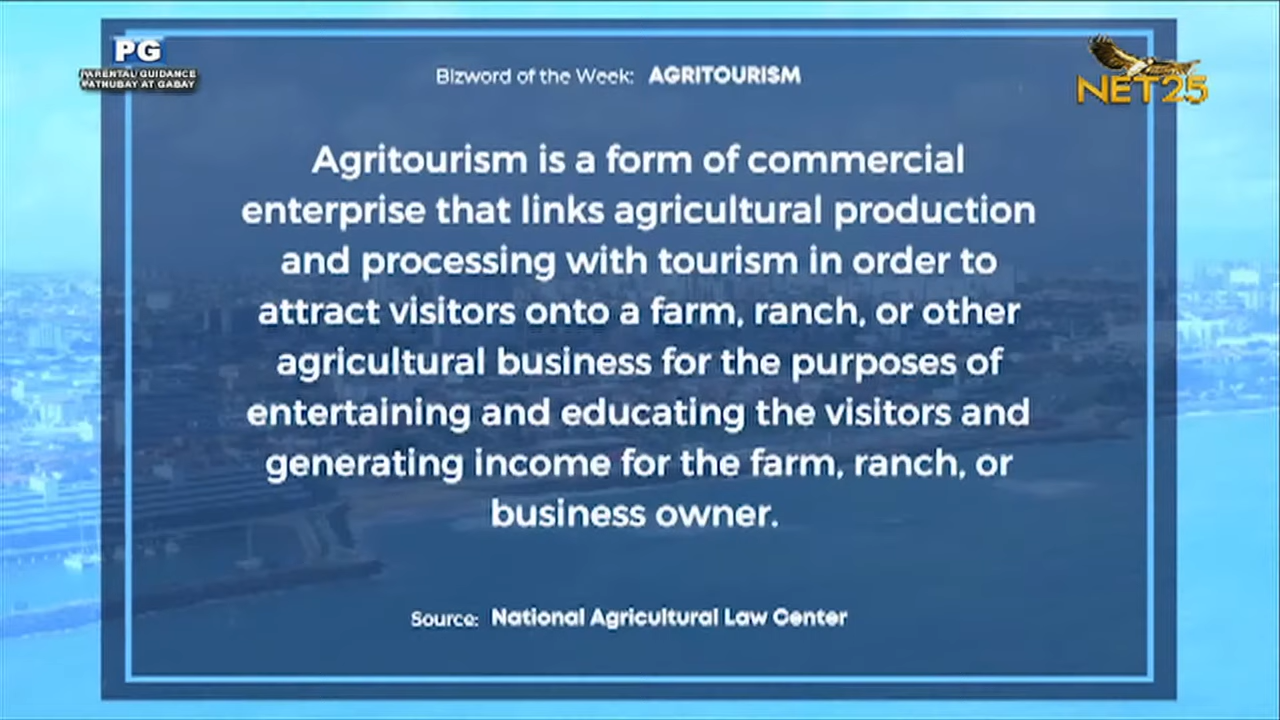 PG
PARENTAL GUIDANCE
PATNUBAY AT GABAY
NET25
Bizword of the Week: AGRITOURISM
Agritourism is a form of commercial
enterprise that links agricultural production
and processing with tourism in order to
attract visitors onto a farm, ranch, or other
agricultural business for the purposes of
entertaining and educating the visitors and
generating income for the farm, ranch, or
business owner.
Source: National Agricultural Law Center